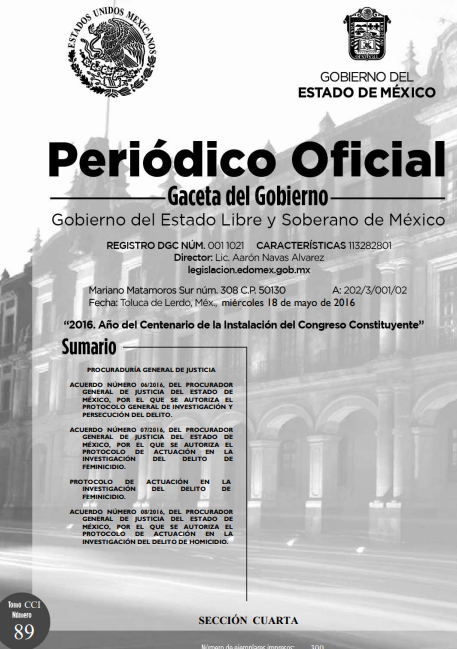 ESTADOS UNIDOS MEXICANOS
GOBIERNO DEL
ESTADO DE MÉXICO
Periódico Oficial
Gaceta del Gobierno
Gobierno del Estado Libre y Soberano de México
REGISTRO DGC NÚM. 001 1021 CARACTERÍSTICAS 113282801
Director: Lic. Aarón Navas Alvarez
legislacion.edomex.gob.mx
Mariano Matamoros Sur núm. 308 C.P. 50130 A: 202/3/001/02
Fecha: Toluca de Lerdo, Méx., miércoles 18 de mayo de 2016
“2016. Año del Centenario de la Instalación del Congreso Constituyente”
Sumario
PROCURADURÍA GENERAL DE JUSTICIA
ACUERDO NÚMERO 06/2016, DEL PROCURADOR
GENERAL DE JUSTICIA DEL ESTADO DE
MÉXICO, POR EL QUE SE AUTORIZA EL
PROTOCOLO GENERAL DE INVESTIGACIÓN Y
PERSECUCIÓN DEL DELITO.
ACUERDO NÚMERO 07/2016, DEL PROCURADOR
GENERAL DE JUSTICIA DEL ESTADO DE
MÉXICO, POR EL QUE SE AUTORIZA EL
PROTOCOLO DE ACTUACIÓN EN LA
INVESTIGACIÓN DEL DELITO DE
FEMINICIDIO.
PROTOCOLO DE ACTUACIÓN EN LA
INVESTIGACIÓN DEL DELITO DE
FEMINICIDIO.
ACUERDO NÚMERO 08/2016, DEL PROCURADOR
GENERAL DE JUSTICIA DEL ESTADO DE
MÉXICO, POR EL QUE SE AUTORIZA EL
PROTOCOLO DE ACTUACIÓN EN LA
INVESTIGACIÓN DEL DELITO DE HOMICIDIO.
Tomo CCI
Número
89
SECCIÓN CUARTA
Número de ejemplares impresos: 300